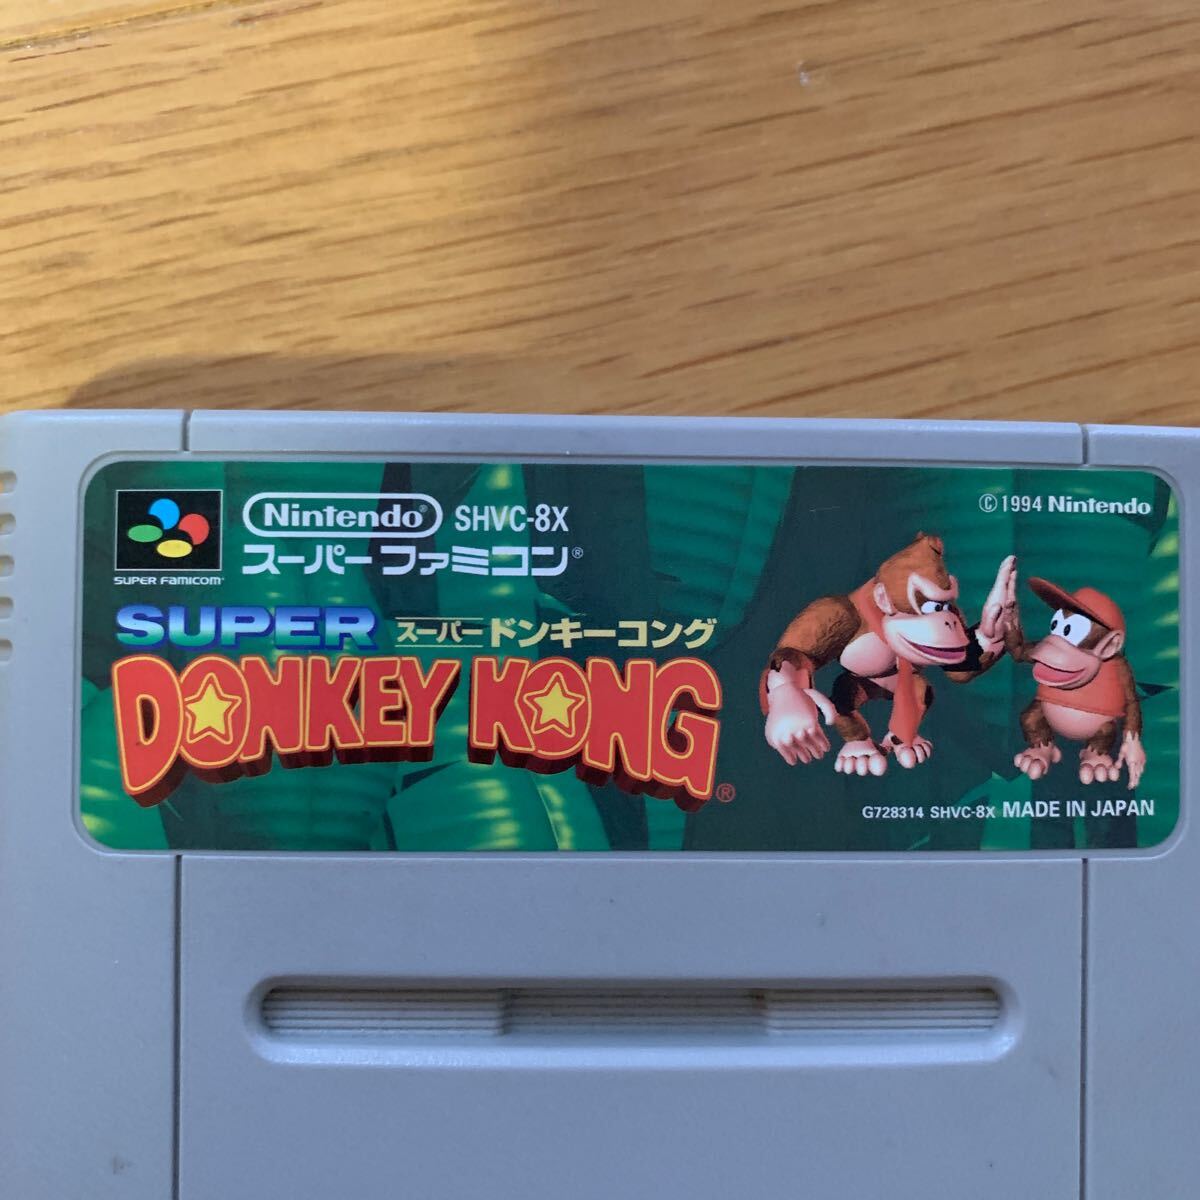 SUPER FAMICOM
Nintendo® SHVC-8X
スーパーファミコン®
© 1994 Nintendo
SUPER スーパードンキーコング
DONKEY KONG®
G728314 SHVC-8X MADE IN JAPAN